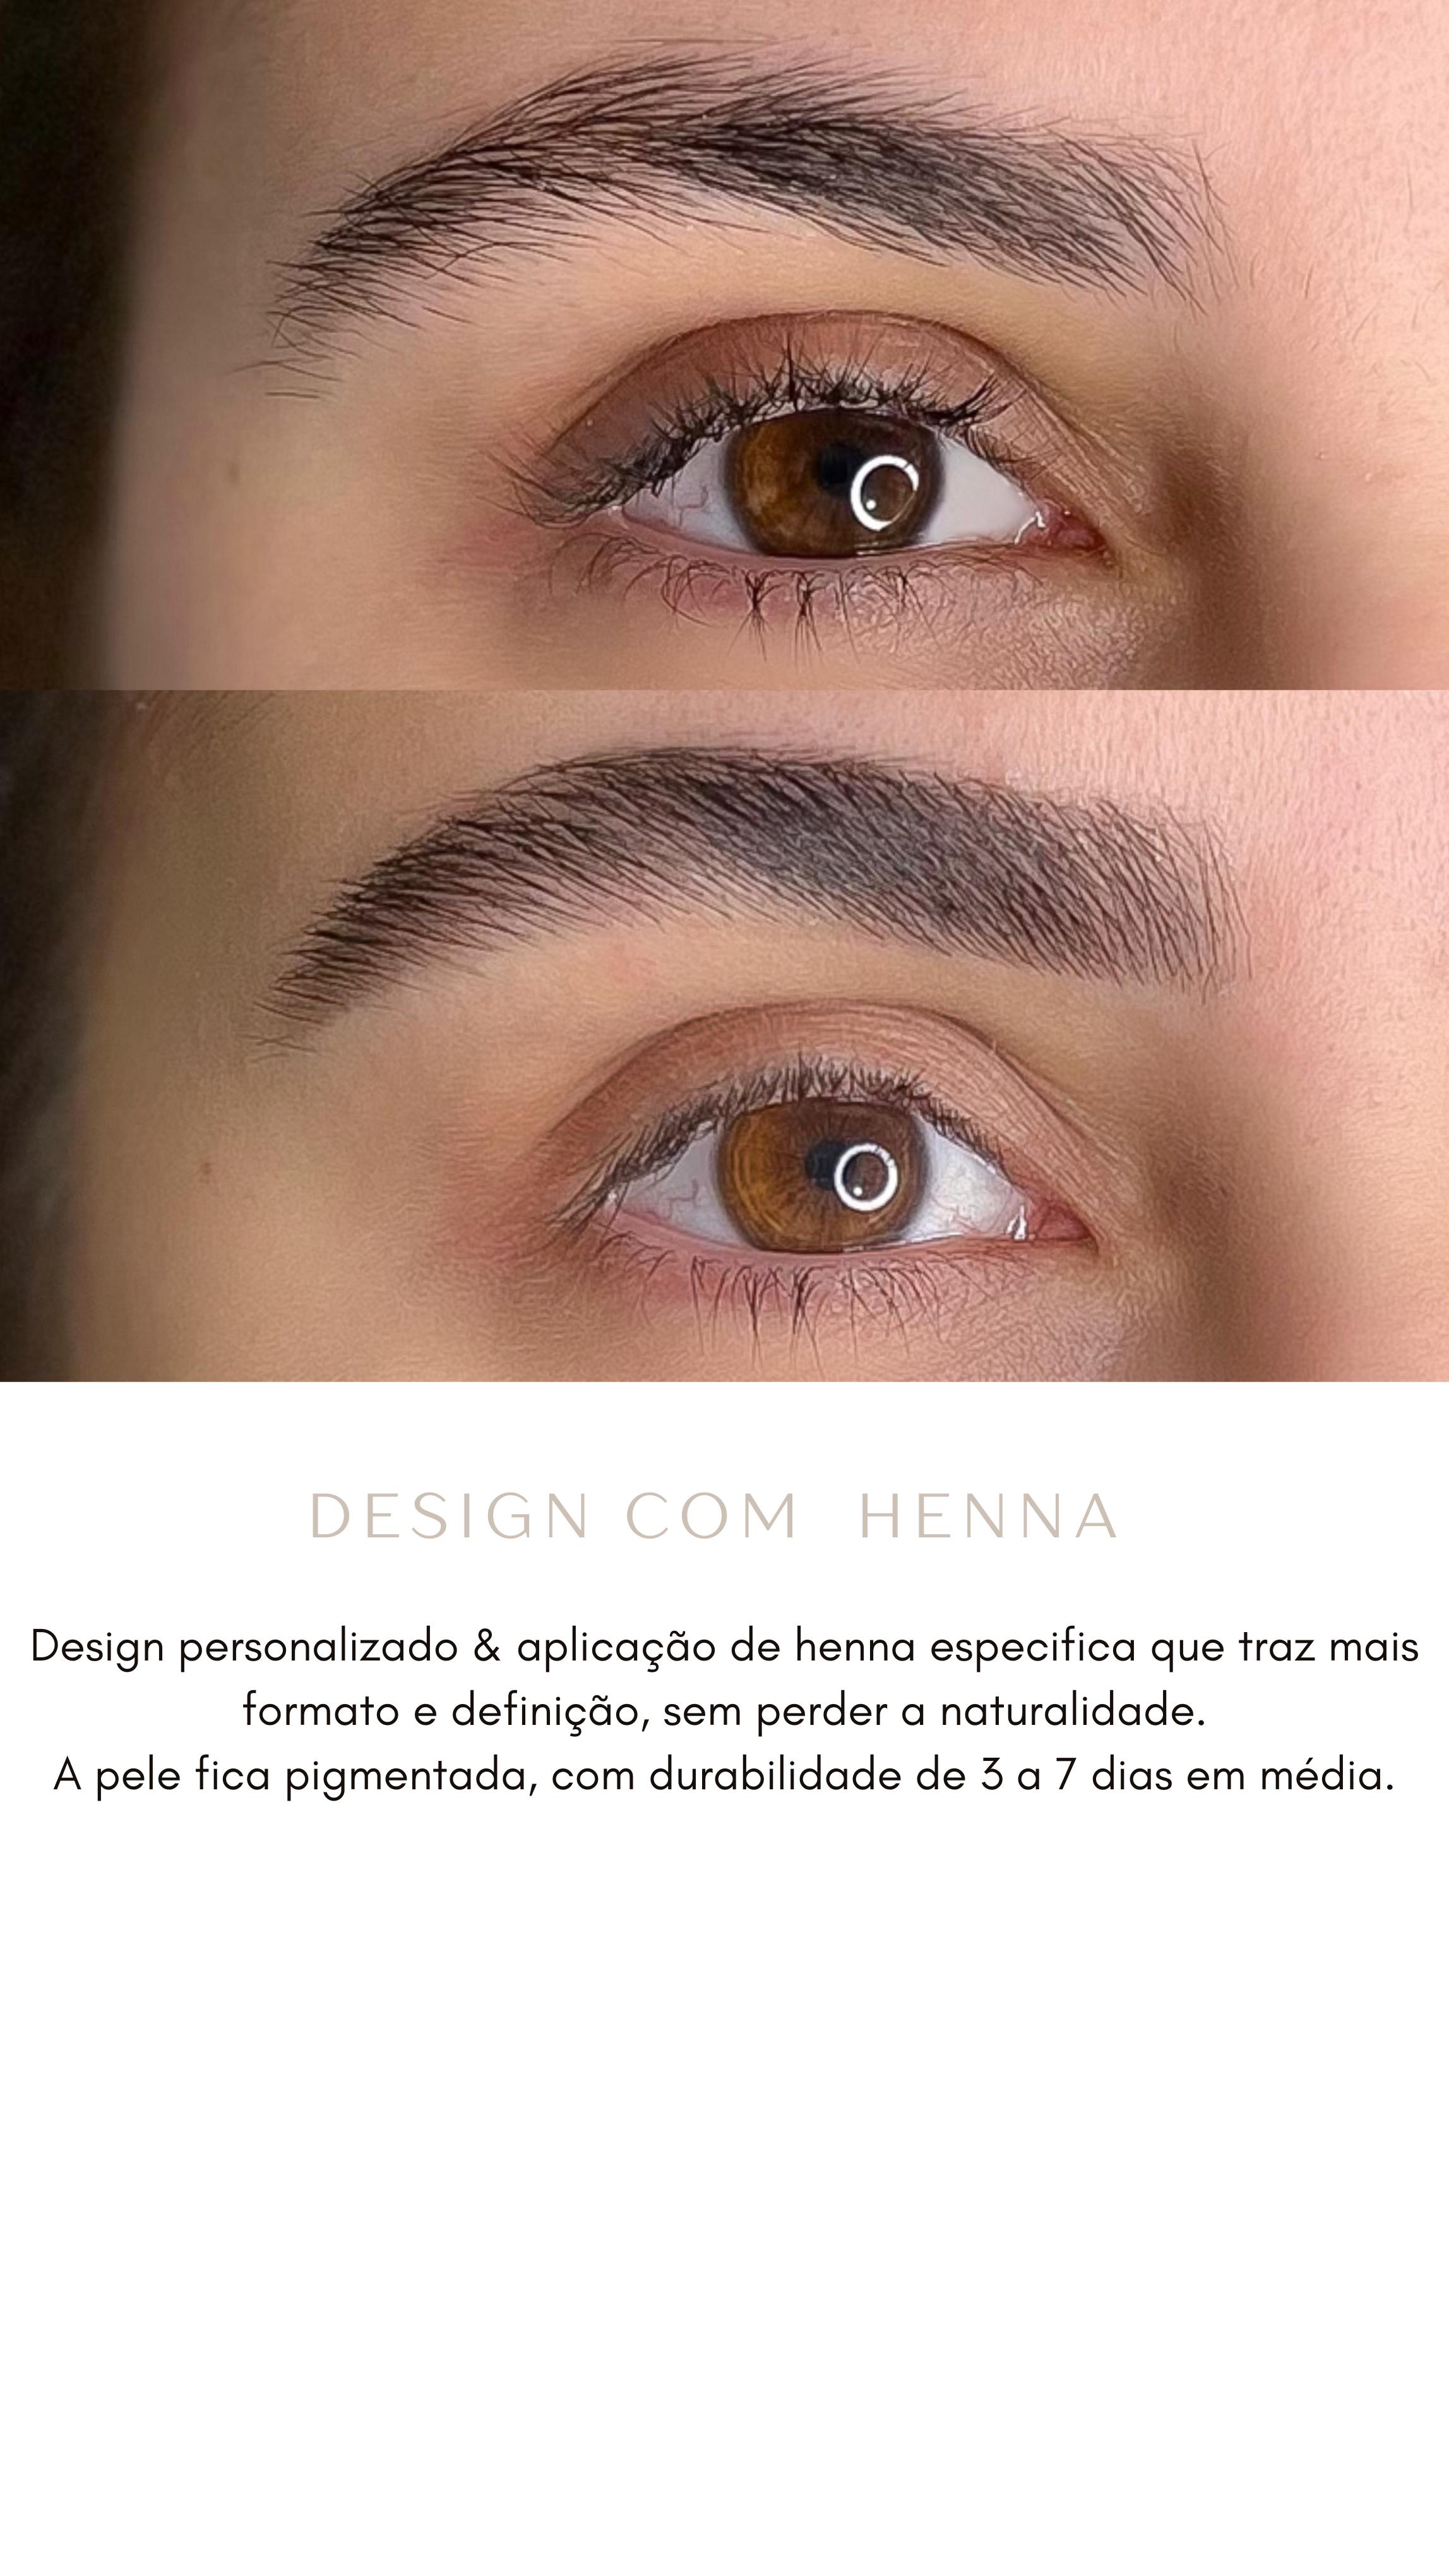 DESIGN COM HENNA
Design personalizado & aplicação de henna especifica que traz mais
formato e definição, sem perder a naturalidade.
A pele fica pigmentada, com durabilidade de 3 a 7 dias em média.